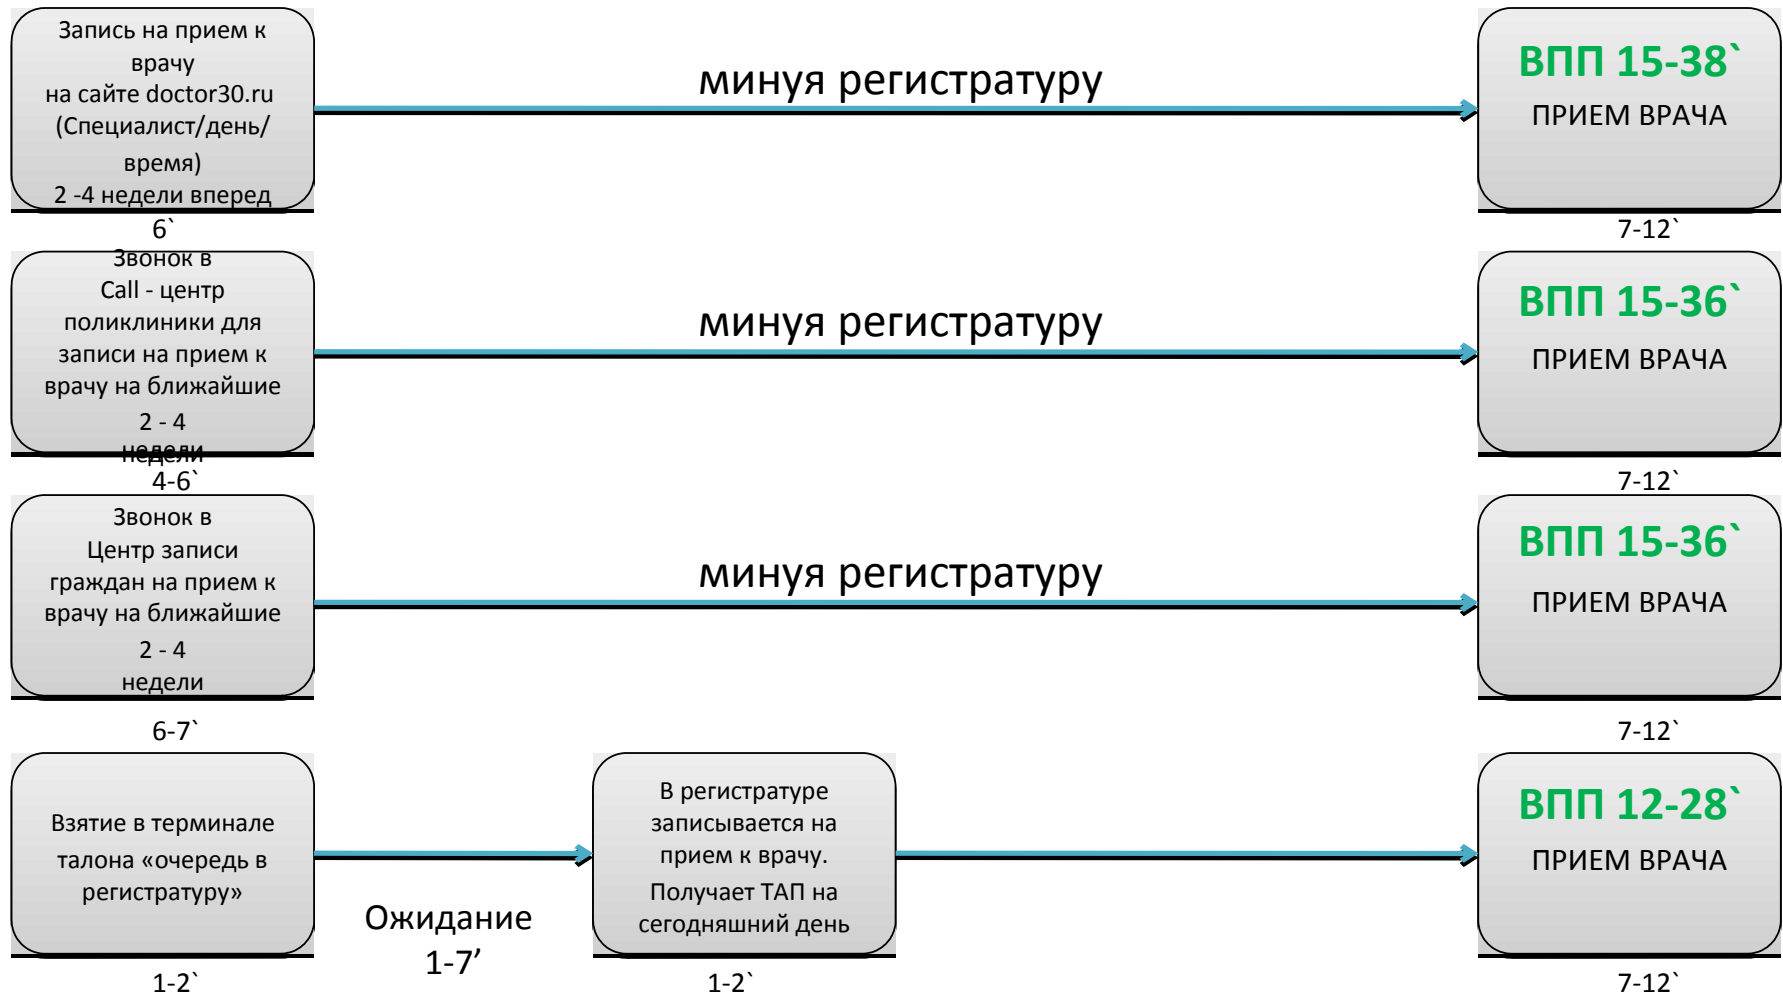 Запись на прием к
врачу
на сайте doctor30.ru
(Специалист/день/
время)
2 -4 недели вперед
6`
минуя регистратуру
ВПП 15-38`
ПРИЕМ ВРАЧА
7-12`
Звонок в
Call - центр
поликлиники для
записи на прием к
врачу на ближайшие
2 - 4
недели
4-6`
минуя регистратуру
ВПП 15-36`
ПРИЕМ ВРАЧА
7-12`
Звонок в
Центр записи
граждан на прием к
врачу на ближайшие
2 - 4
недели
6-7`
минуя регистратуру
ВПП 15-36`
ПРИЕМ ВРАЧА
7-12`
Взятие в терминале
талона «очередь в
регистратуру»
1-2`
Ожидание
1-7’
В регистратуре
записывается на
прием к врачу.
Получает ТАП на
сегодняшний день
1-2`
ВПП 12-28`
ПРИЕМ ВРАЧА
7-12`